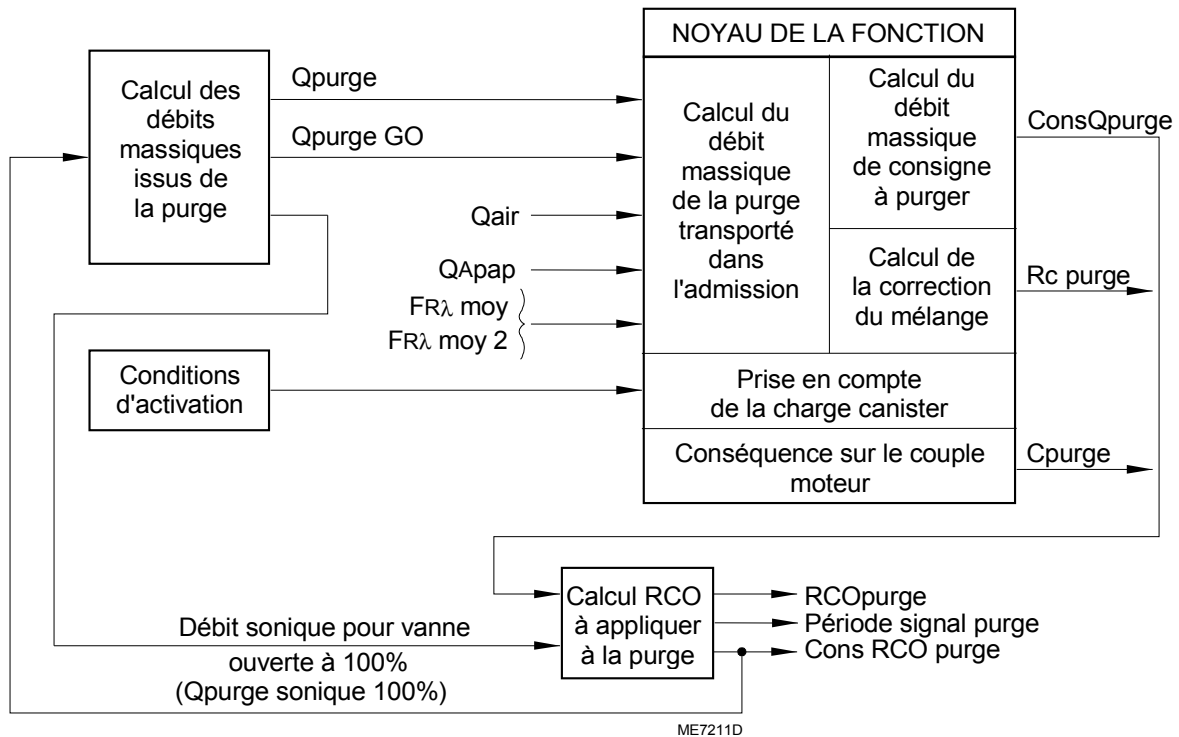 NOYAU DE LA FONCTION
Calcul des
débits
massiques
issus de
la purge
Qpurge
Qpurge GO
Qair
QApap
FRλ moy
FRλ moy 2
Conditions
d'activation
Calcul du
débit
massique
de la purge
transporté
dans
l'admission
Calcul du
débit
massique
de consigne
à purger
Calcul de
la correction
du mélange
Prise en compte
de la charge canister
Conséquence sur le couple
moteur
ConsQpurge
Rc purge
Cpurge
Débit sonique pour vanne
ouverte à 100%
(Qpurge sonique 100%)
Calcul RCO
à appliquer
à la purge
RCOpurge
Période signal purge
Cons RCO purge
ME7211D